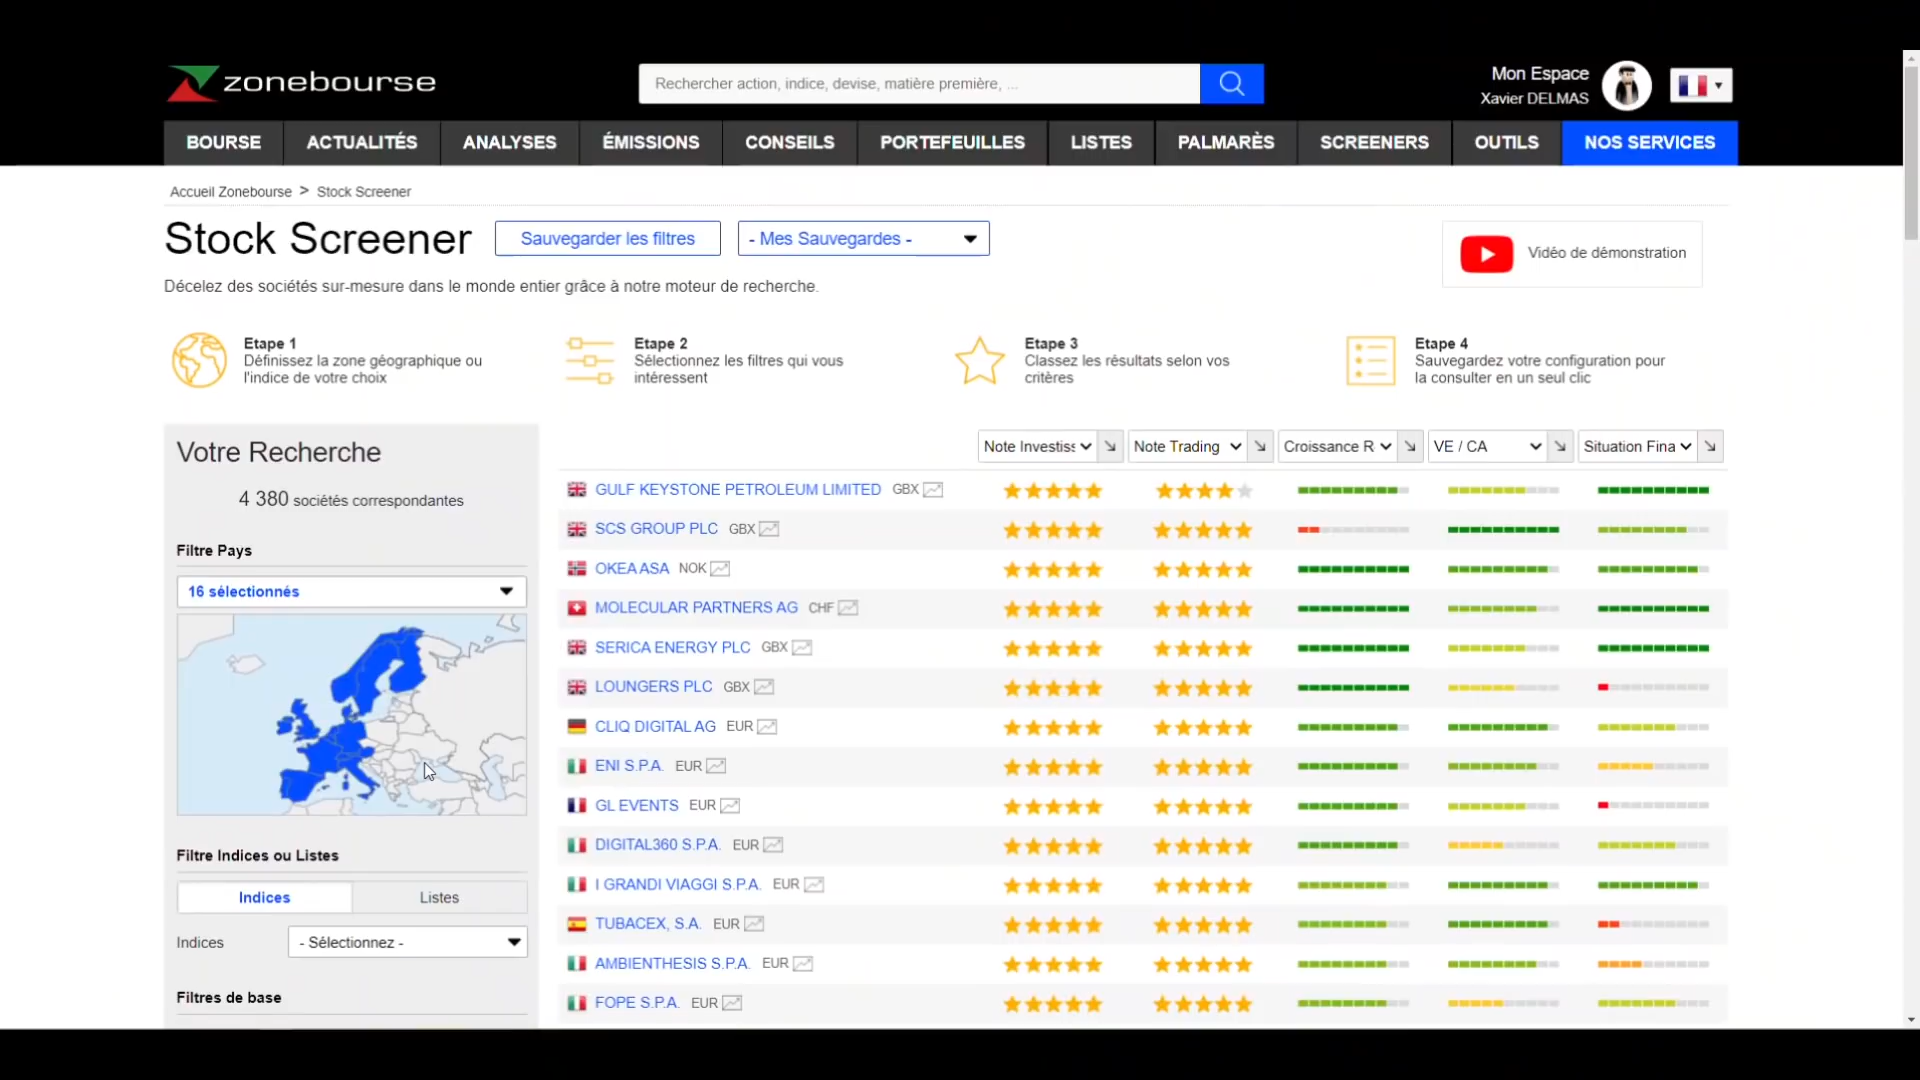 zonebourse
Rechercher action, indice, devise, matière première, ...
Mon Espace
Xavier DELMAS
BOURSE ACTUALITÉS ANALYSES ÉMISSIONS CONSEILS PORTEFEUILLES LISTES PALMARÈS SCREENERS OUTILS NOS SERVICES
Accueil Zonebourse > Stock Screener
Stock Screener Sauvegarder les filtres - Mes Sauvegardes -
Vidéo de démonstration
Décelez des sociétés sur-mesure dans le monde entier grâce à notre moteur de recherche.
Etape 1
Définissez la zone géographique ou
l'indice de votre choix
Etape 2
Sélectionnez les filtres qui vous
intéressent
Etape 3
Classez les résultats selon vos
critères
Etape 4
Sauvegardez votre configuration pour
la consulter en un seul clic
Votre Recherche
4 380 sociétés correspondantes
Filtre Pays
16 sélectionnés
Filtre Indices ou Listes
Indices Listes
Indices - Sélectionnez -
Filtres de base
Note Investis Note Trading Croissance R VE / CA Situation Fina
GULF KEYSTONE PETROLEUM LIMITED GBX
SCS GROUP PLC GBX
OKEA ASA NOK
MOLECULAR PARTNERS AG CHF
SERICA ENERGY PLC GBX
LOUNGERS PLC GBX
CLIQ DIGITAL AG EUR
ENI S.P.A. EUR
GL EVENTS EUR
DIGITAL360 S.P.A. EUR
I GRANDI VIAGGI S.P.A. EUR
TUBACEX, S.A. EUR
AMBIENTHESIS S.P.A. EUR
FOPE S.P.A. EUR